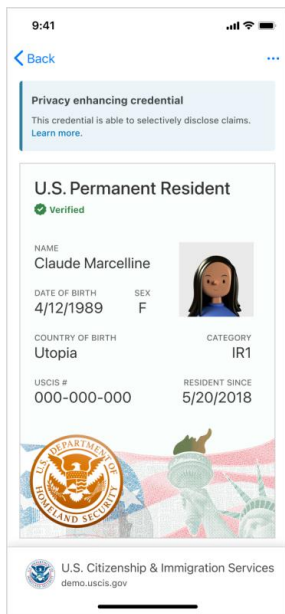 9:41
Back
...
Privacy enhancing credential
This credential is able to selectively disclose claims.
Learn more.
U.S. Permanent Resident
Verified
NAME
Claude Marcelline
DATE OF BIRTH SEX
4/12/1989 F
COUNTRY OF BIRTH CATEGORY
Utopia IR1
USCIS # RESIDENT SINCE
000-000-000 5/20/2018
U.S. DEPARTMENT OF
HOMELAND SECURITY
U.S. Citizenship & Immigration Services
demo.uscis.gov